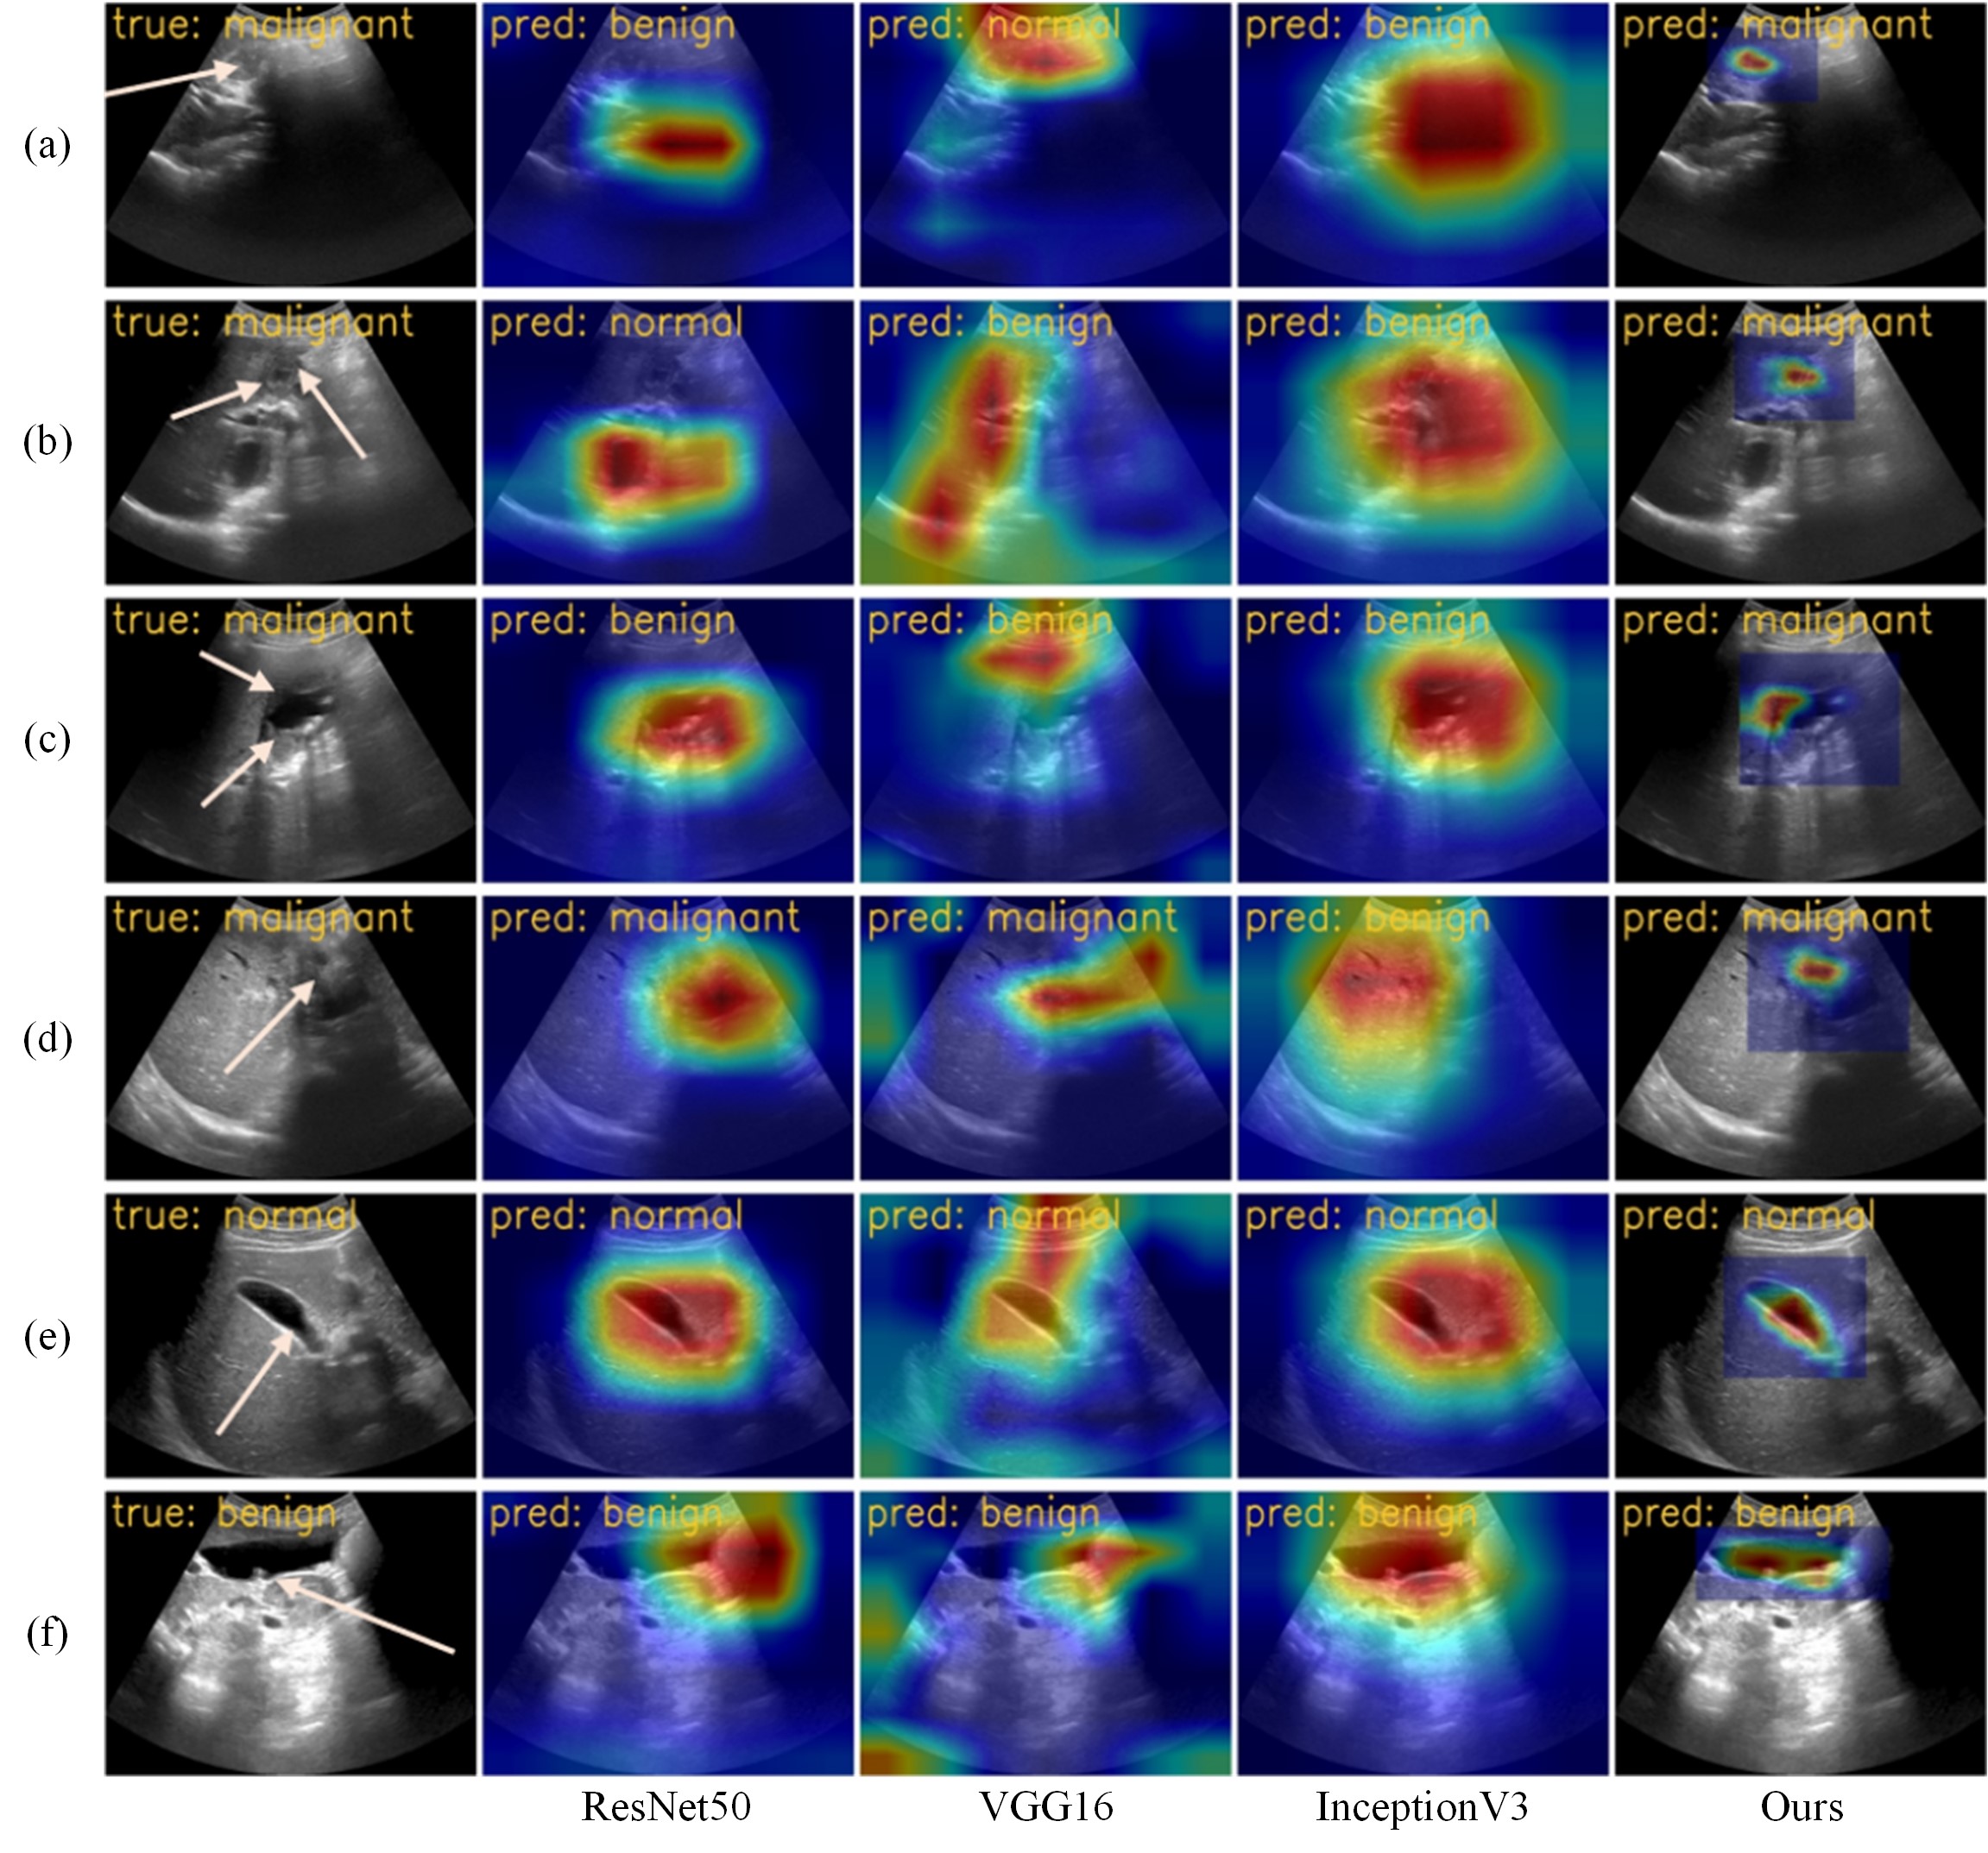 true: malignant
pred: benign
pred: normal
pred: benign
pred: malignant
(a)
true: malignant
pred: normal
pred: benign
pred: benign
pred: malignant
(b)
true: malignant
pred: benign
pred: benign
pred: benign
pred: malignant
(c)
true: malignant
pred: malignant
pred: malignant
pred: benign
pred: malignant
(d)
true: normal
pred: normal
pred: normal
pred: normal
pred: normal
(e)
true: benign
pred: benign
pred: benign
pred: benign
pred: benign
(f)
ResNet50
VGG16
InceptionV3
Ours